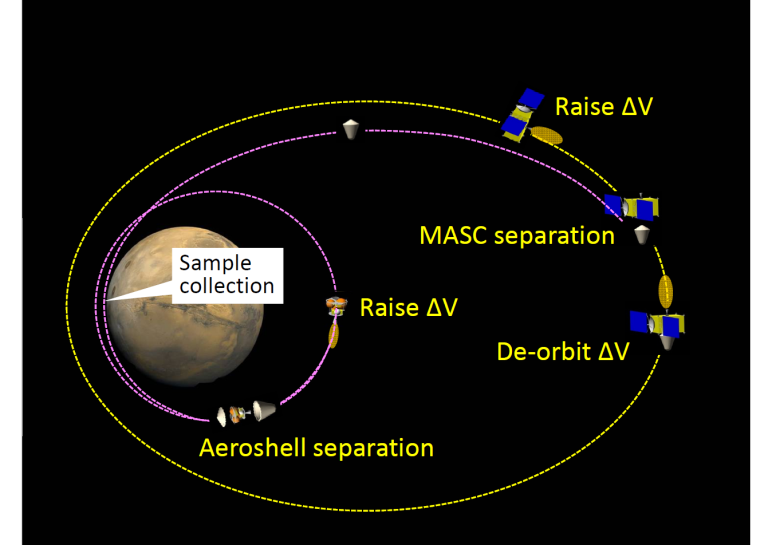 Raise ΔV
MASC separation
Sample
collection
Raise ΔV
De-orbit ΔV
Aeroshell separation